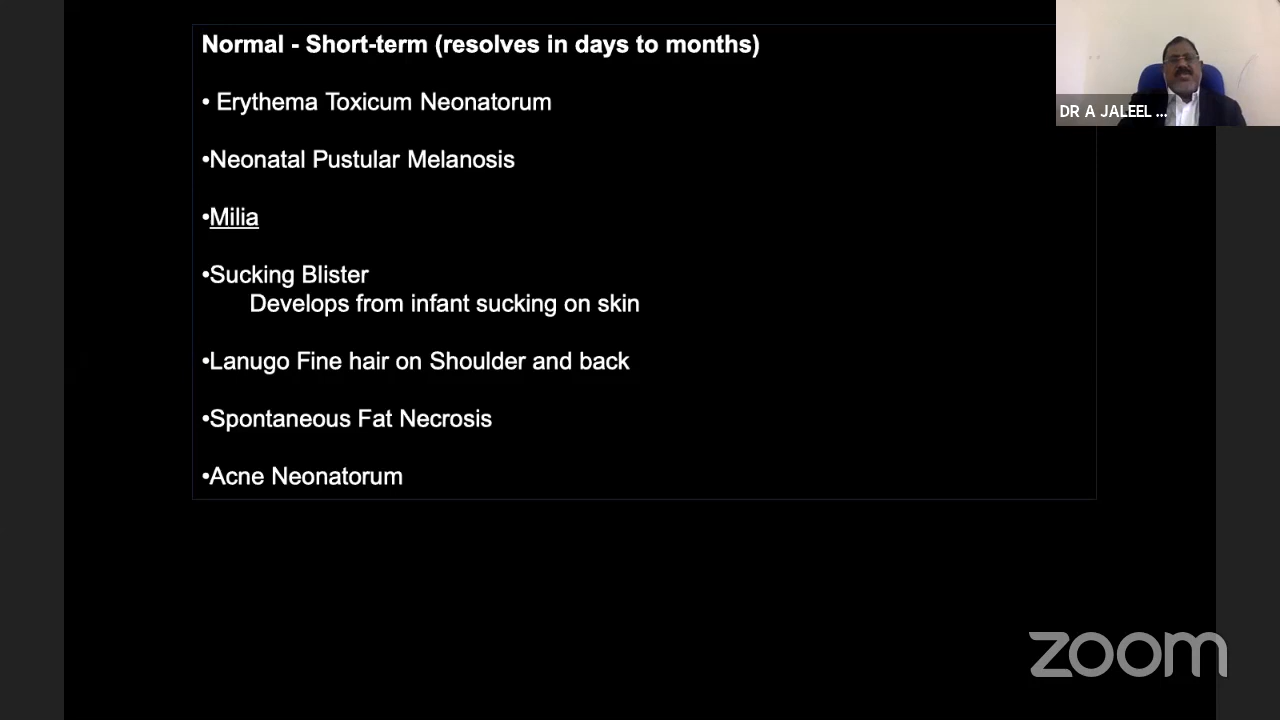 Normal - Short-term (resolves in days to months)
• Erythema Toxicum Neonatorum
•Neonatal Pustular Melanosis
•Milia
•Sucking Blister
Develops from infant sucking on skin
•Lanugo Fine hair on Shoulder and back
•Spontaneous Fat Necrosis
•Acne Neonatorum
DR A JALEEL ...
zoom